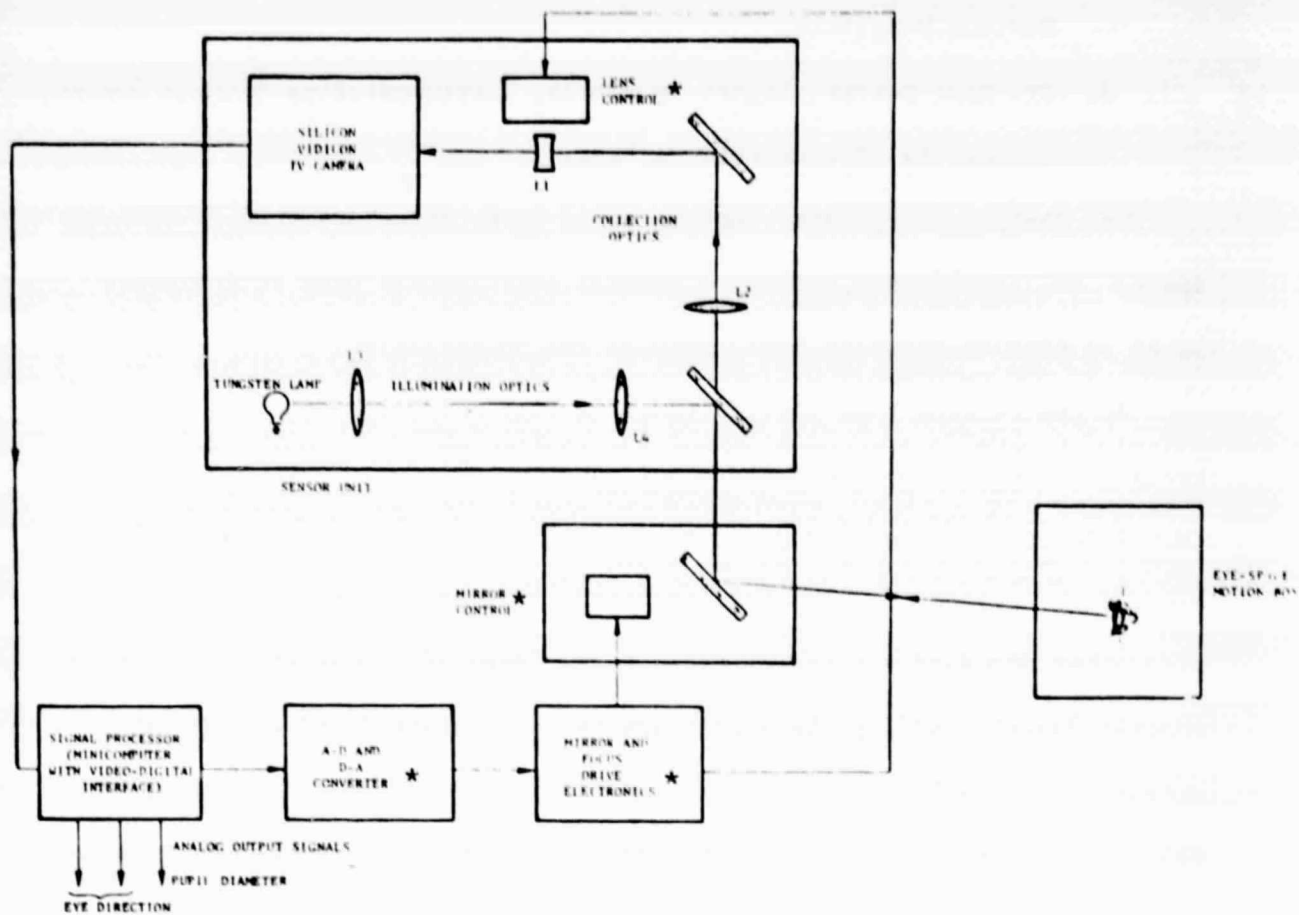 LENS
CONTROL ★
SILICON
VIDICON
TV CAMERA
L1
COLLECTION
OPTICS
L2
L3
TUNGSTEN LAMP
ILLUMINATION OPTICS
L4
SENSOR UNIT
MIRROR
CONTROL ★
MOTION BOX
SIGNAL PROCESSOR
(MINICOMPUTER
WITH VIDEO-DIGITAL
INTERFACE)
A-D AND
D-A
CONVERTER ★
MIRROR AND
FOCUS
DRIVE
ELECTRONICS ★
ANALOG OUTPUT SIGNALS
PUPIL DIAMETER
EYE DIRECTION